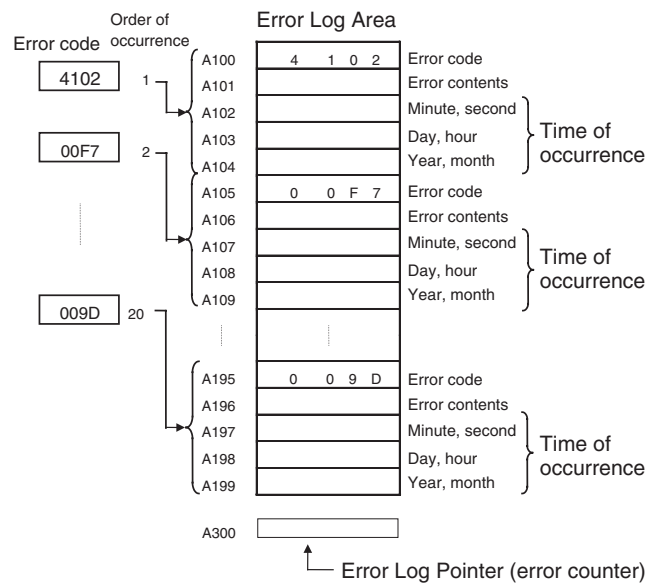 Order of
occurrence
Error Log Area
Error code
4102 1
A100 4 1 0 2 Error code
A101 Error contents
A102 Minute, second
A103 Day, hour
A104 Year, month
Time of
occurrence
00F7 2
A105 0 0 F 7 Error code
A106 Error contents
A107 Minute, second
A108 Day, hour
A109 Year, month
Time of
occurrence
009D 20
A195 0 0 9 D Error code
A196 Error contents
A197 Minute, second
A198 Day, hour
A199 Year, month
Time of
occurrence
A300
Error Log Pointer (error counter)